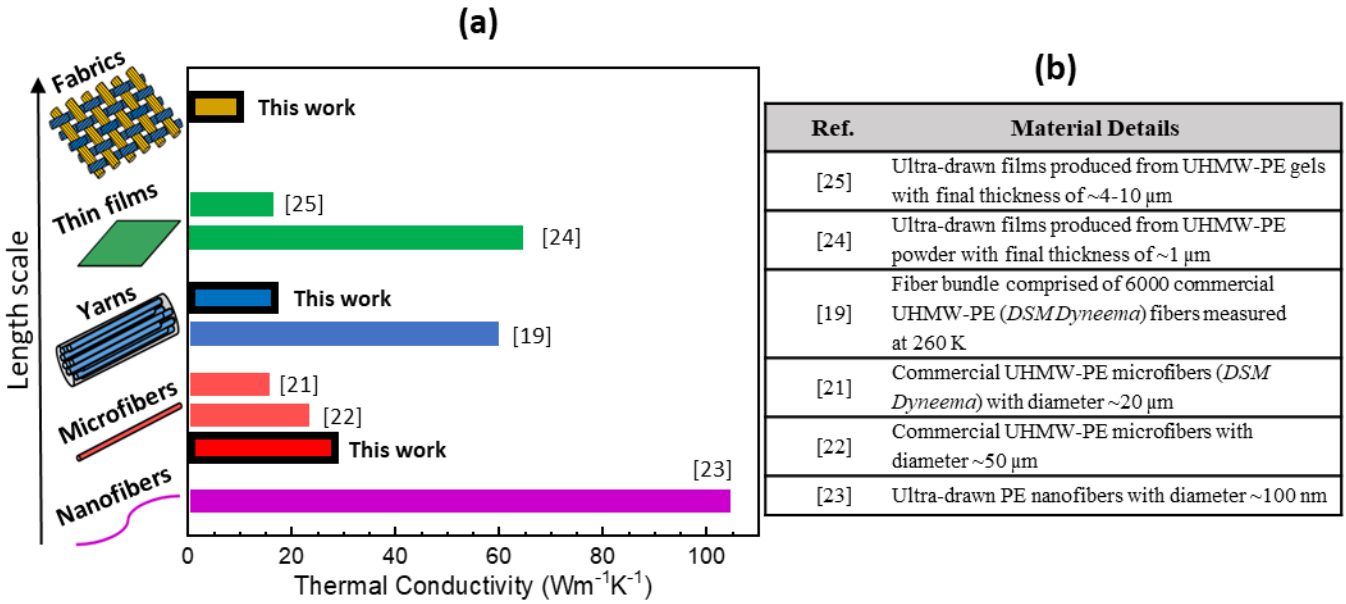 (a)
Length scale
Fabrics
This work
Thin films
[25]
[24]
Yarns
This work
[19]
Microfibers
[21]
[22]
This work
Nanofibers
[23]
0 20 40 60 80 100
Thermal Conductivity (Wm⁻¹K⁻¹)
(b)
Ref. Material Details
[25] Ultra-drawn films produced from UHMW-PE gels
with final thickness of ~4-10 μm
[24] Ultra-drawn films produced from UHMW-PE
powder with final thickness of ~1 μm
[19] Fiber bundle comprised of 6000 commercial
UHMW-PE (DSM Dyneema) fibers measured
at 260 K
[21] Commercial UHMW-PE microfibers (DSM
Dyneema) with diameter ~20 μm
[22] Commercial UHMW-PE microfibers with
diameter ~50 μm
[23] Ultra-drawn PE nanofibers with diameter ~100 nm